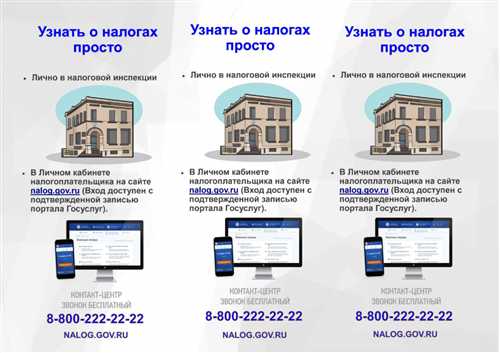 Узнать о налогах
просто
• Лично в налоговой инспекции
• В Личном кабинете
налогоплательщика на сайте
nalog.gov.ru (Вход доступен с
подтвержденной записью
портала Госуслуг).
КОНТАКТ-ЦЕНТР
ЗВОНОК БЕСПЛАТНЫЙ
8-800-222-22-22
NALOG.GOV.RU
Узнать о налогах
просто
• Лично в налоговой инспекции
• В Личном кабинете
налогоплательщика на сайте
nalog.gov.ru (Вход доступен с
подтвержденной записью
портала Госуслуг).
КОНТАКТ-ЦЕНТР
ЗВОНОК БЕСПЛАТНЫЙ
8-800-222-22-22
NALOG.GOV.RU
Узнать о налогах
просто
• Лично в налоговой инспекции
• В Личном кабинете
налогоплательщика на сайте
nalog.gov.ru (Вход доступен с
подтвержденной записью
портала Госуслуг).
КОНТАКТ-ЦЕНТР
ЗВОНОК БЕСПЛАТНЫЙ
8-800-222-22-22
NALOG.GOV.RU